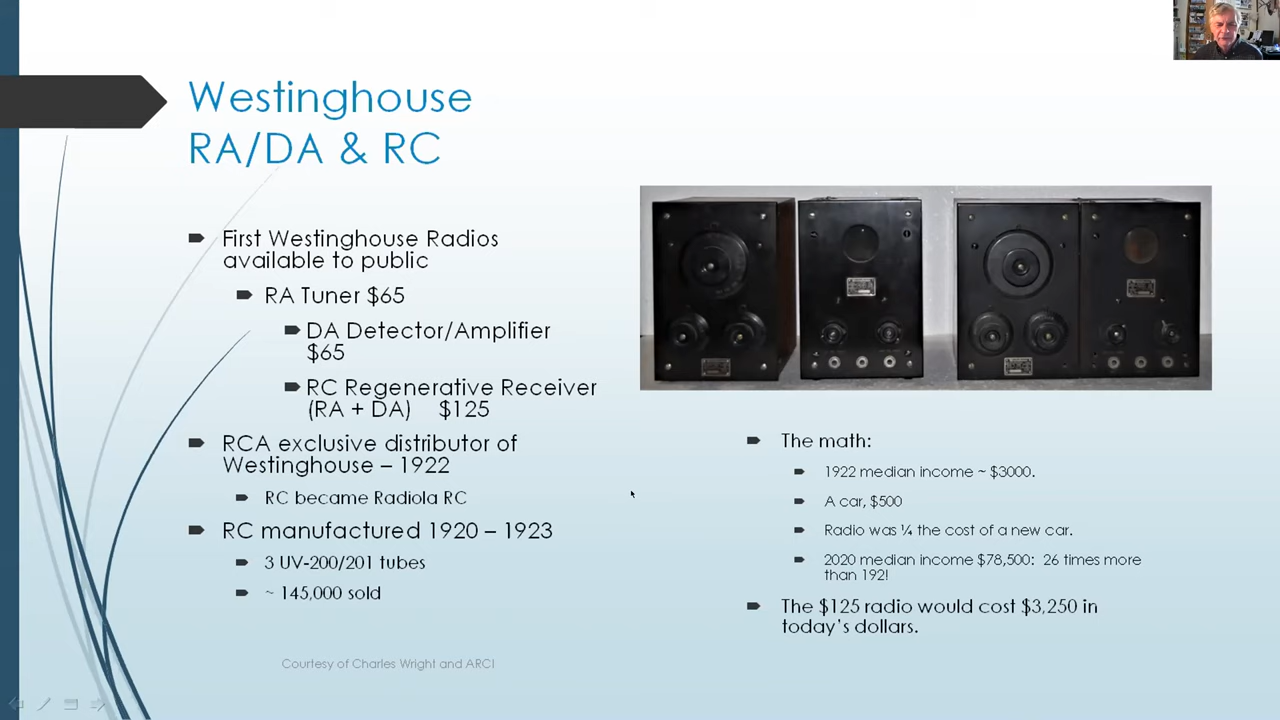 Westinghouse
RA/DA & RC
First Westinghouse Radios
available to public
RA Tuner $65
DA Detector/Amplifier
$65
RC Regenerative Receiver
(RA + DA) $125
RCA exclusive distributor of
Westinghouse – 1922
RC became Radiola RC
RC manufactured 1920 – 1923
3 UV-200/201 tubes
~ 145,000 sold
Courtesy of Charles Wright and ARCI
The math:
1922 median income ~ $3000.
A car, $500
Radio was ¼ the cost of a new car.
2020 median income $78,500: 26 times more
than 192!
The $125 radio would cost $3,250 in
today's dollars.